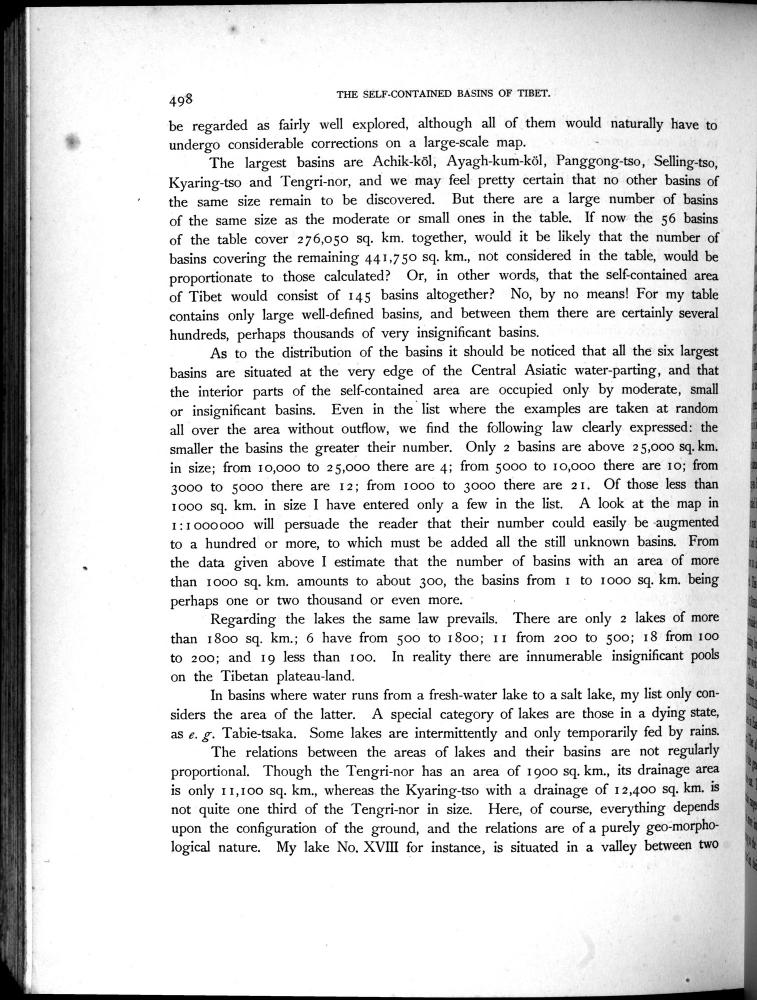 498
THE SELF-CONTAINED BASINS OF TIBET.
be regarded as fairly well explored, although all of them would naturally have to
undergo considerable corrections on a large-scale map.
The largest basins are Achik-köl, Ayagh-kum-köl, Panggong-tso, Selling-tso,
Kyaring-tso and Tengri-nor, and we may feel pretty certain that no other basins of
the same size remain to be discovered. But there are a large number of basins
of the same size as the moderate or small ones in the table. If now the 56 basins
of the table cover 276,050 sq. km. together, would it be likely that the number of
basins covering the remaining 441,750 sq. km., not considered in the table, would be
proportionate to those calculated? Or, in other words, that the self-contained area
of Tibet would consist of 145 basins altogether? No, by no means! For my table
contains only large well-defined basins, and between them there are certainly several
hundreds, perhaps thousands of very insignificant basins.
As to the distribution of the basins it should be noticed that all the six largest
basins are situated at the very edge of the Central Asiatic water-parting, and that
the interior parts of the self-contained area are occupied only by moderate, small
or insignificant basins. Even in the list where the examples are taken at random
all over the area without outflow, we find the following law clearly expressed: the
smaller the basins the greater their number. Only 2 basins are above 25,000 sq. km.
in size; from 10,000 to 25,000 there are 4; from 5000 to 10,000 there are 10; from
3000 to 5000 there are 12; from 1000 to 3000 there are 21. Of those less than
1000 sq. km. in size I have entered only a few in the list. A look at the map in
1:1000000 will persuade the reader that their number could easily be augmented
to a hundred or more, to which must be added all the still unknown basins. From
the data given above I estimate that the number of basins with an area of more
than 1000 sq. km. amounts to about 300, the basins from 1 to 1000 sq. km. being
perhaps one or two thousand or even more.
Regarding the lakes the same law prevails. There are only 2 lakes of more
than 1800 sq. km.; 6 have from 500 to 1800; 11 from 200 to 500; 18 from 100
to 200; and 19 less than 100. In reality there are innumerable insignificant pools
on the Tibetan plateau-land.
In basins where water runs from a fresh-water lake to a salt lake, my list only con-
siders the area of the latter. A special category of lakes are those in a dying state,
as e. g. Tabie-tsaka. Some lakes are intermittently and only temporarily fed by rains.
The relations between the areas of lakes and their basins are not regularly
proportional. Though the Tengri-nor has an area of 1900 sq. km., its drainage area
is only 11,100 sq. km., whereas the Kyaring-tso with a drainage of 12,400 sq. km. is
not quite one third of the Tengri-nor in size. Here, of course, everything depends
upon the configuration of the ground, and the relations are of a purely geo-morpho-
logical nature. My lake No. XVIII for instance, is situated in a valley between two